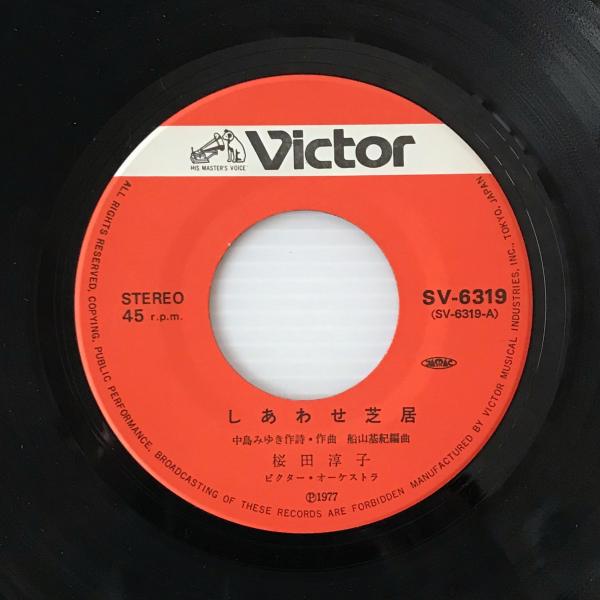 HIS MASTER'S VOICE
Victor
STEREO
45 r.p.m.
SV-6319
(SV-6319-A)
JASRAC
しあわせ芝居
中島みゆき作詩・作曲 船山基紀編曲
桜田淳子
ビクター・オーケストラ
Ⓟ1977
ALL RIGHTS RESERVED, COPYING, PUBLIC PERFORMANCE, BROADCASTING OF THESE RECORDS ARE FORBIDDEN MANUFACTURED BY VICTOR MUSICAL INDUSTRIES, INC., TOKYO, JAPAN